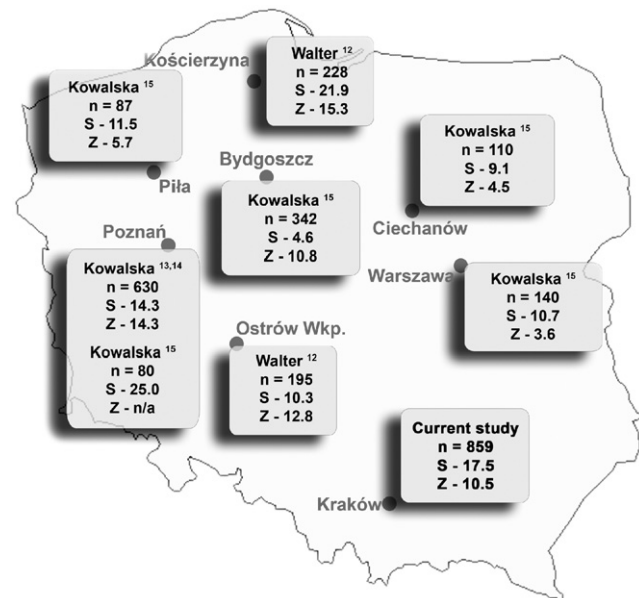 Kościerzyna
Walter 12
n = 228
S - 21.9
Z - 15.3
Kowalska 15
n = 87
S - 11.5
Z - 5.7
Piła
Bydgoszcz
Kowalska 15
n = 342
S - 4.6
Z - 10.8
Kowalska 15
n = 110
S - 9.1
Z - 4.5
Ciechanów
Poznań
Kowalska 13,14
n = 630
S - 14.3
Z - 14.3
Kowalska 15
n = 80
S - 25.0
Z - n/a
Warszawa
Kowalska 15
n = 140
S - 10.7
Z - 3.6
Ostrów Wkp.
Walter 12
n = 195
S - 10.3
Z - 12.8
Current study
n = 859
S - 17.5
Z - 10.5
Kraków